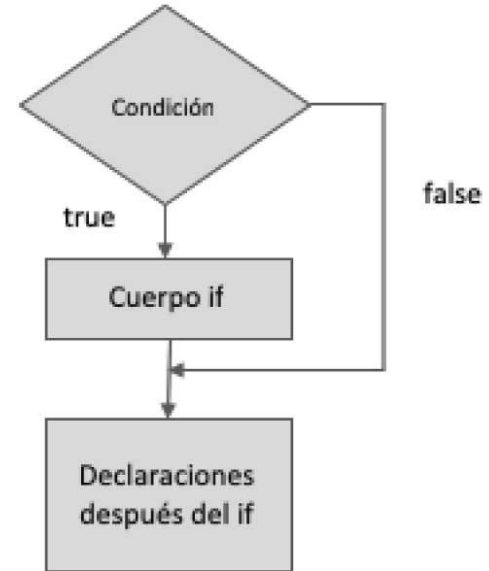 Condición
true
false
Cuerpo if
Declaraciones
después del if